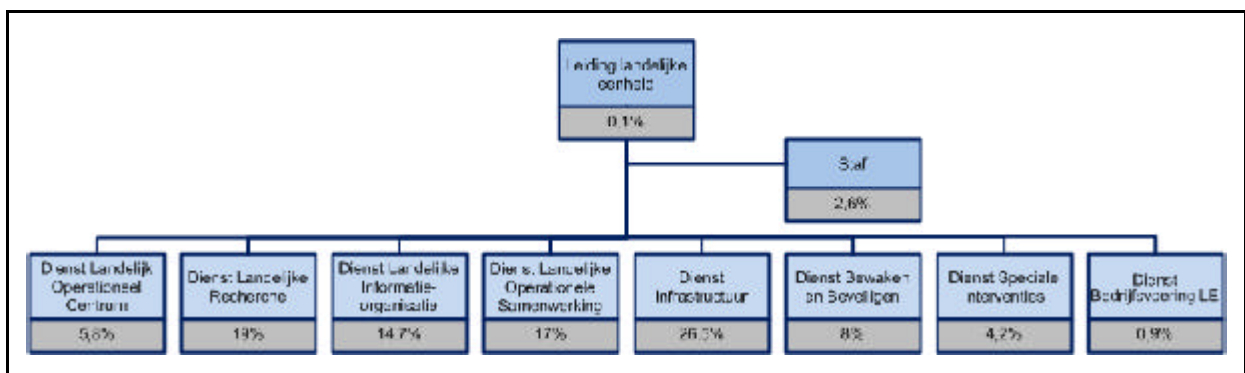 Leiding landelijke
eenheid
0,1%
Staf
2,6%
Dienst Landelijk
Operationeel
Centrum
5,8%
Dienst Landelijke
Recherche
19%
Dienst Landelijke
Informatie-
organisatie
14,7%
Dienst Landelijke
Operationele
Samenwerking
17%
Dienst
Infrastructuur
Dienst Bewaken
en Beveiligen
8%
Dienst Speciale
Interventies
4,2%
Dienst
Bedrijfsvoering LE
0,9%